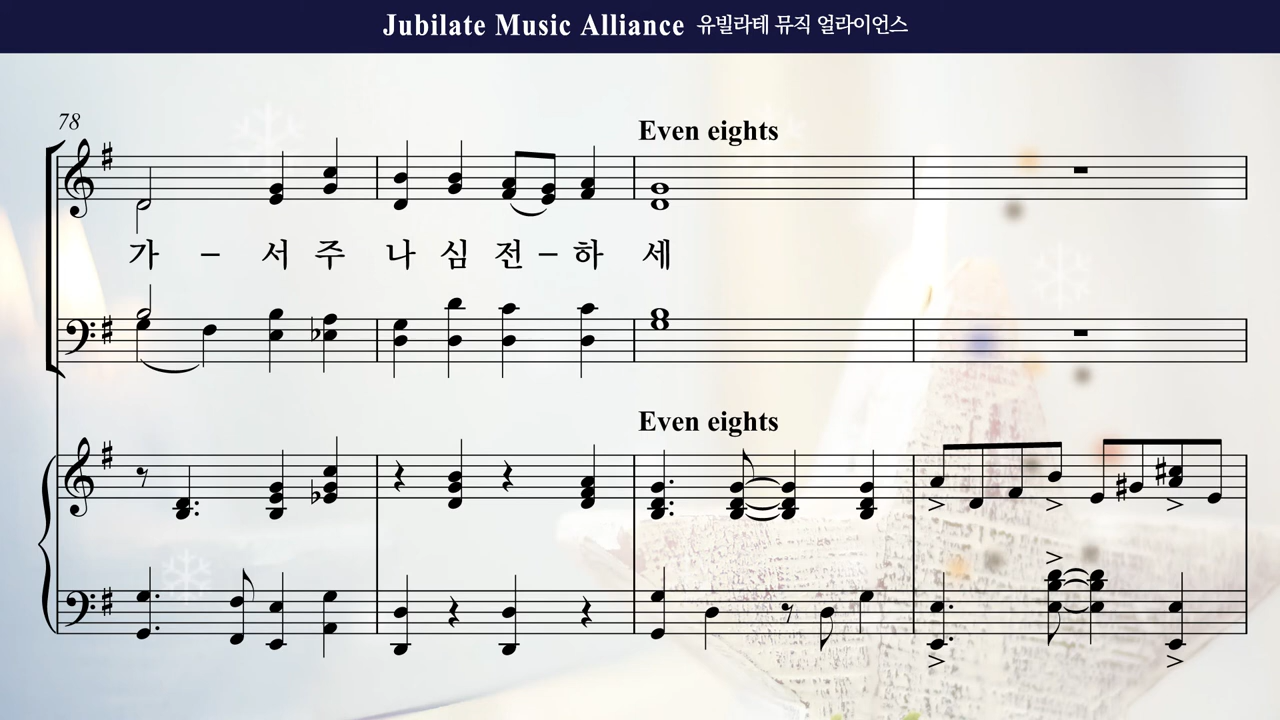 Jubilate Music Alliance 유빌라테 뮤직 얼라이언스
78
Even eights
가 – 서 주 나 심 전 – 하 세
Even eights